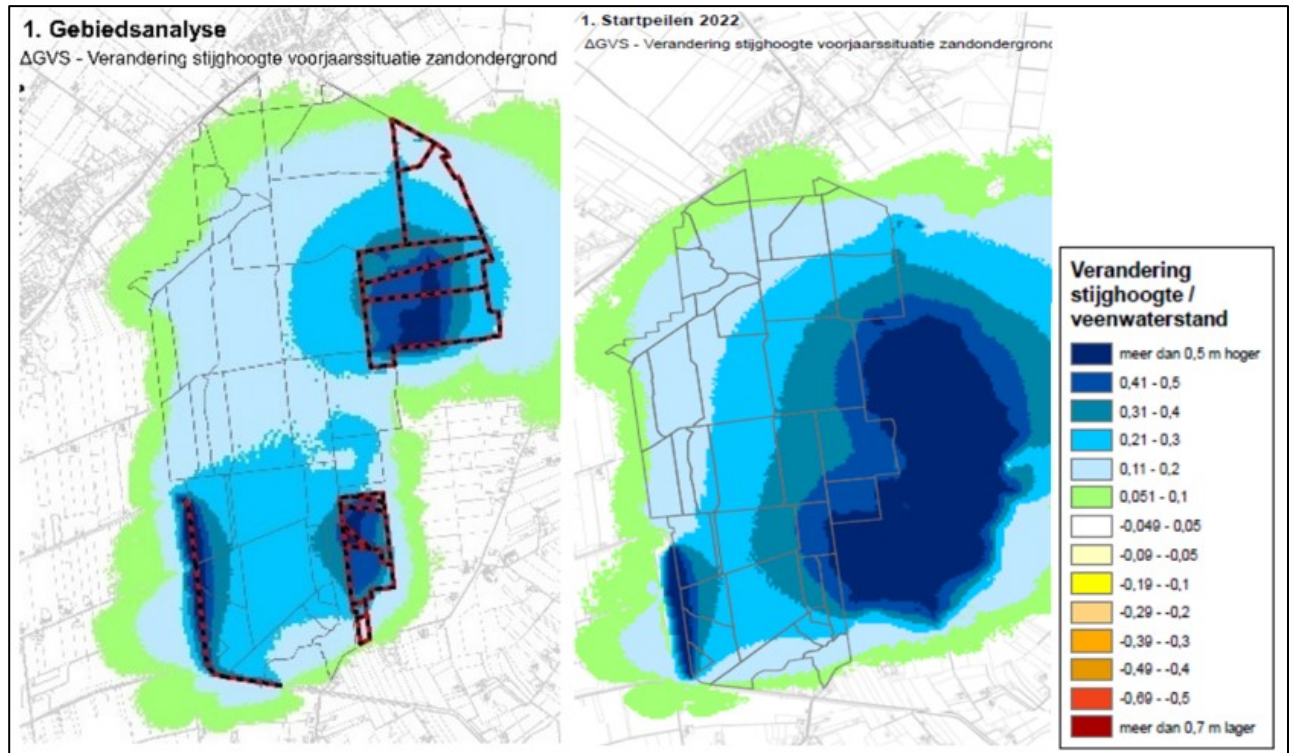 1. Gebiedsanalyse
ΔGVS - Verandering stijghoogte voorjaarssituatie zandondergrond
1. Startpeilen 2022
ΔGVS - Verandering stijghoogte voorjaarssituatie zandondergrond
Verandering
stijghoogte /
veenwaterstand
meer dan 0,5 m hoger
0,41 - 0,5
0,31 - 0,4
0,21 - 0,3
0,11 - 0,2
0,051 - 0,1
-0,049 - 0,05
-0,09 - -0,05
-0,19 - -0,1
-0,29 - -0,2
-0,39 - -0,3
-0,49 - -0,4
-0,69 - -0,5
meer dan 0,7 m lager